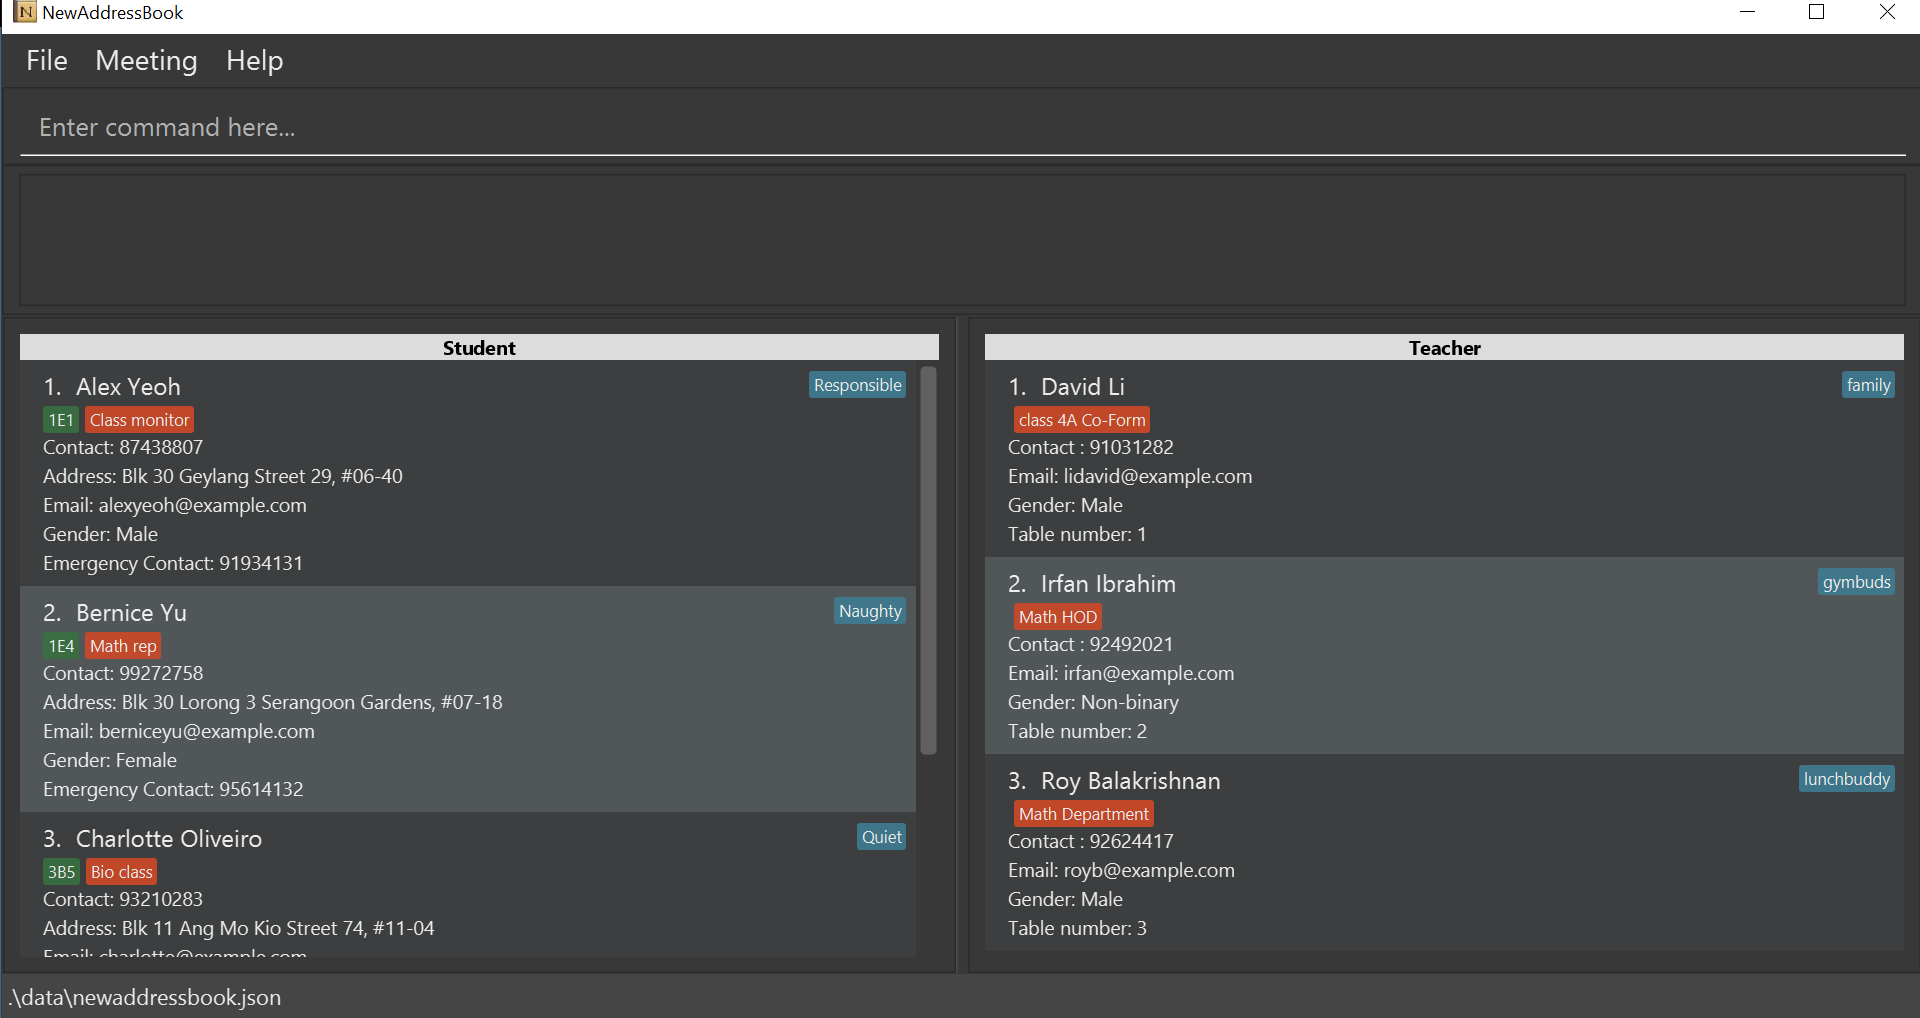 NewAddressBook
File Meeting Help
Enter command here...
Student
1. Alex Yeoh Responsible
1E1 Class monitor
Contact: 87438807
Address: Blk 30 Geylang Street 29, #06-40
Email: alexyeoh@example.com
Gender: Male
Emergency Contact: 91934131
2. Bernice Yu Naughty
1E4 Math rep
Contact: 99272758
Address: Blk 30 Lorong 3 Serangoon Gardens, #07-18
Email: berniceyu@example.com
Gender: Female
Emergency Contact: 95614132
3. Charlotte Oliveiro Quiet
3B5 Bio class
Contact: 93210283
Address: Blk 11 Ang Mo Kio Street 74, #11-04
Email: charlotte@example.com
Teacher
1. David Li family
class 4A Co-Form
Contact : 91031282
Email: lidavid@example.com
Gender: Male
Table number: 1
2. Irfan Ibrahim gymbuds
Math HOD
Contact : 92492021
Email: irfan@example.com
Gender: Non-binary
Table number: 2
3. Roy Balakrishnan lunchbuddy
Math Department
Contact : 92624417
Email: royb@example.com
Gender: Male
Table number: 3
.\data\newaddressbook.json